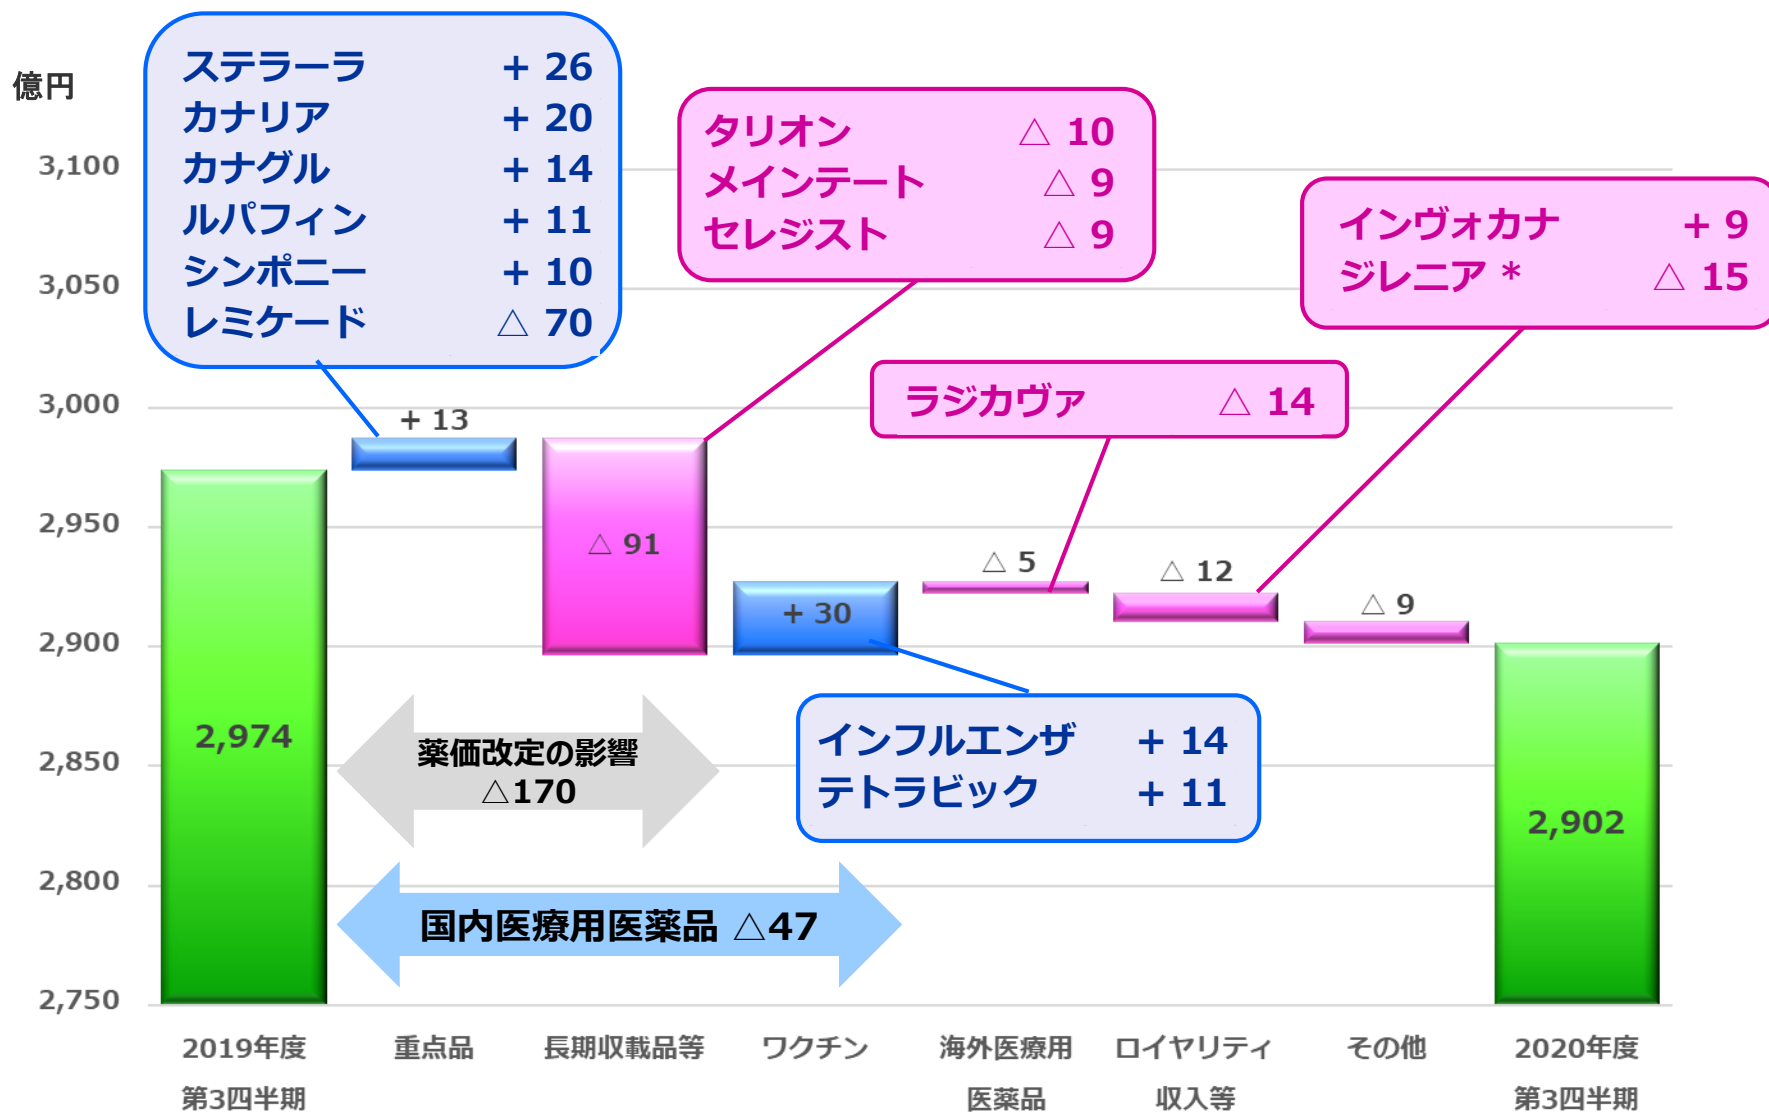 億円
ステラーラ + 26
カナリア + 20
カナグル + 14
ルパフィン + 11
シンポニー + 10
レミケード △ 70
タリオン △ 10
メインテート △ 9
セレジスト △ 9
インヴォカナ + 9
ジレニア * △ 15
ラジカヴァ △ 14
3,100
3,050
3,000
2,950
2,900
2,850
2,800
2,750
+ 13
△ 91
+ 30
△ 5
△ 12
△ 9
2,974
2,902
薬価改定の影響
△170
インフルエンザ + 14
テトラビック + 11
国内医療用医薬品 △47
2019年度
第3四半期
重点品
長期収載品等
ワクチン
海外医療用
医薬品
ロイヤリティ
収入等
その他
2020年度
第3四半期